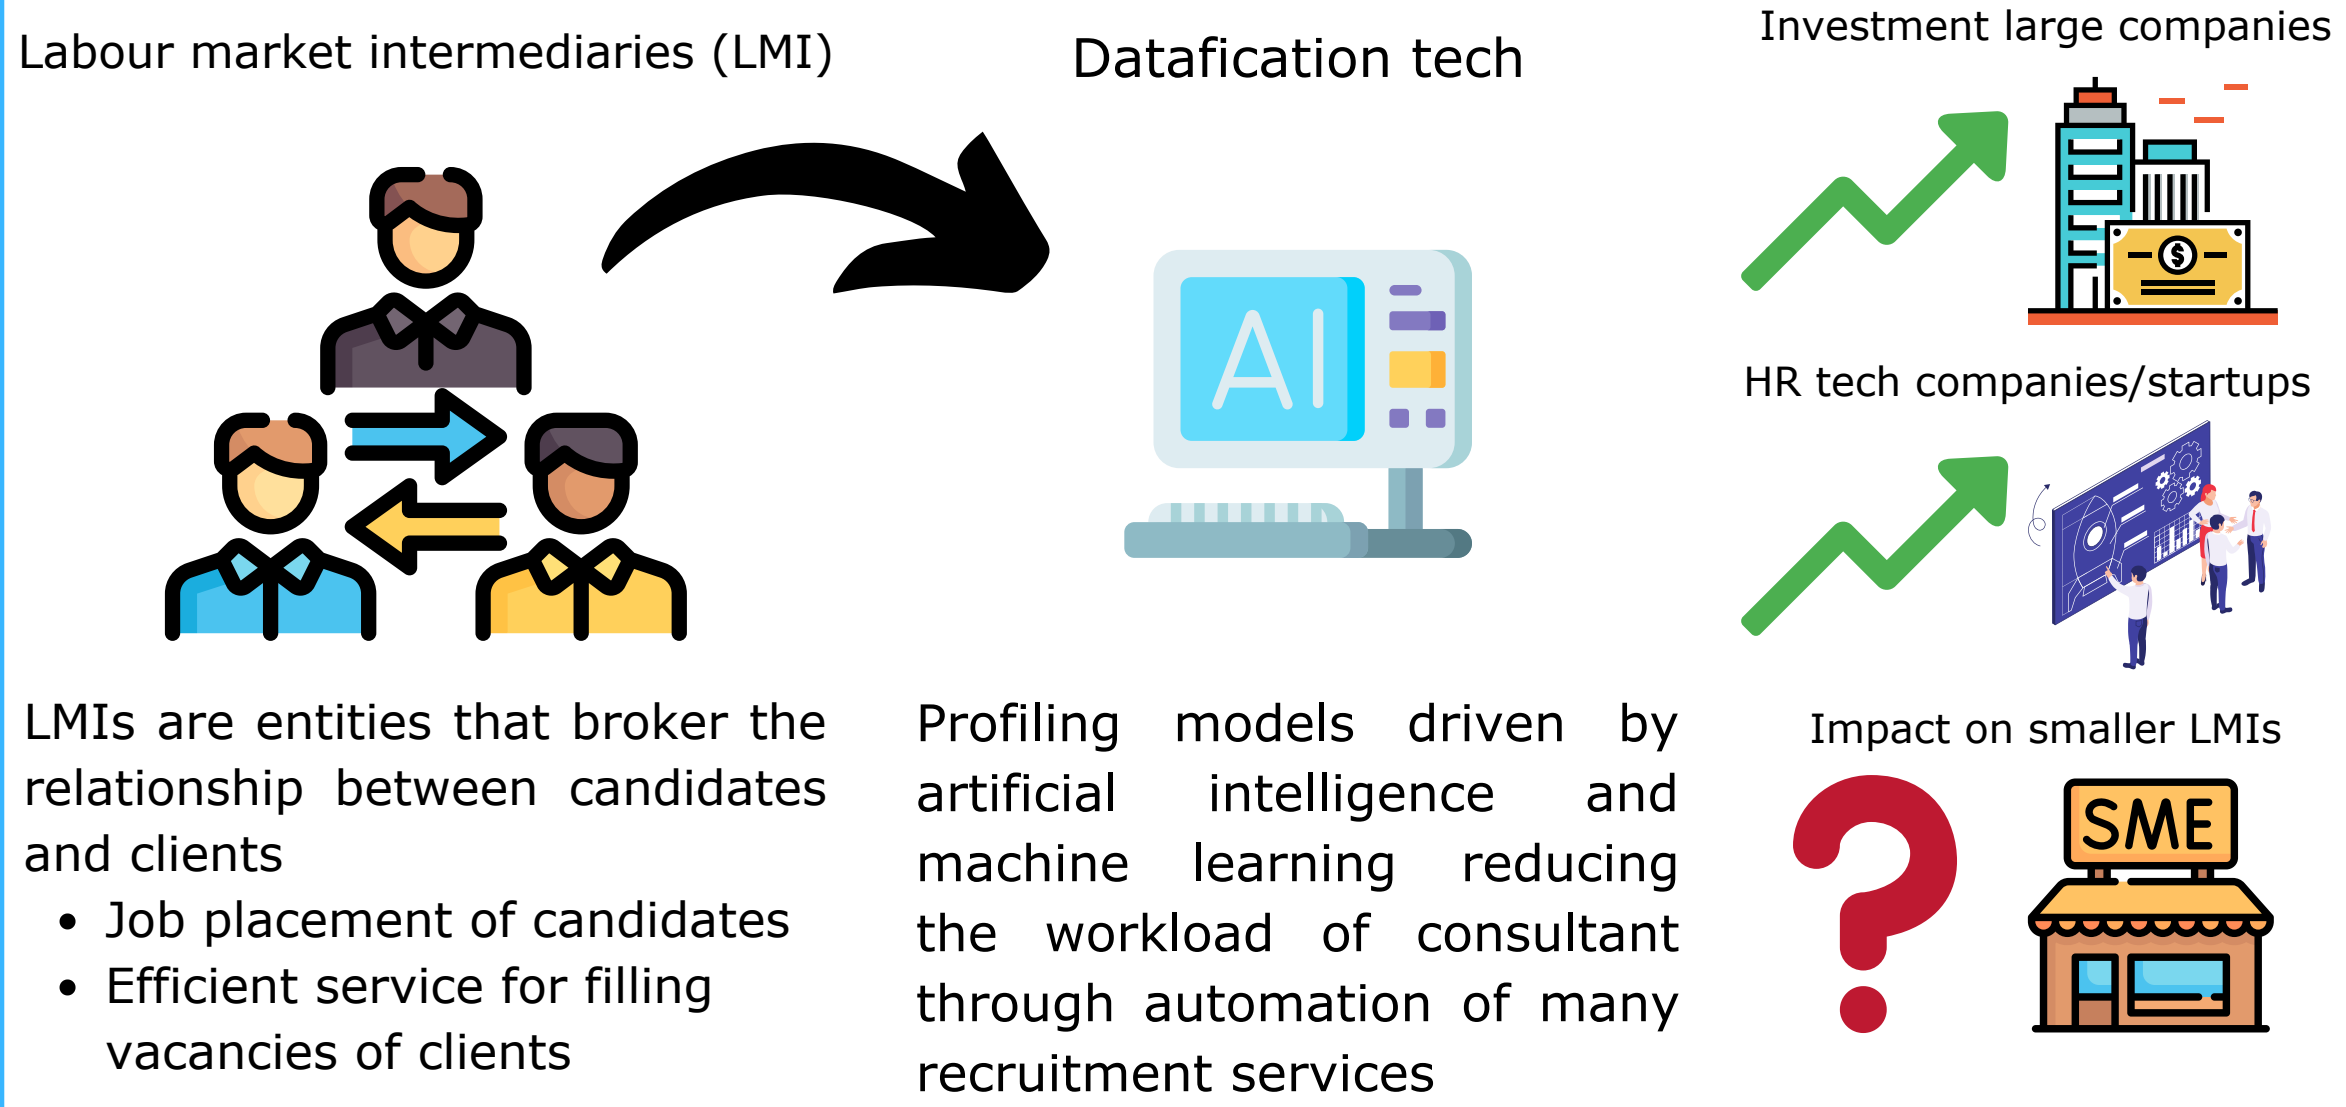 Labour market intermediaries (LMI)
LMIs are entities that broker the
relationship between candidates
and clients
• Job placement of candidates
• Efficient service for filling
vacancies of clients
Datafication tech
AI
Profiling models driven by
artificial intelligence and
machine learning reducing
the workload of consultant
through automation of many
recruitment services
Investment large companies
$
HR tech companies/startups
Impact on smaller LMIs
?
SME